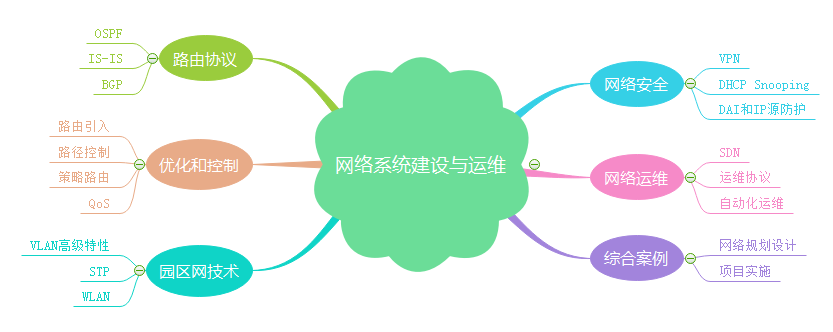 网络系统建设与运维
路由协议
OSPF
IS-IS
BGP
优化和控制
路由引入
路径控制
策略路由
QoS
园区网技术
VLAN高级特性
STP
WLAN
网络安全
VPN
DHCP Snooping
DAI和IP源防护
网络运维
SDN
运维协议
自动化运维
综合案例
网络规划设计
项目实施